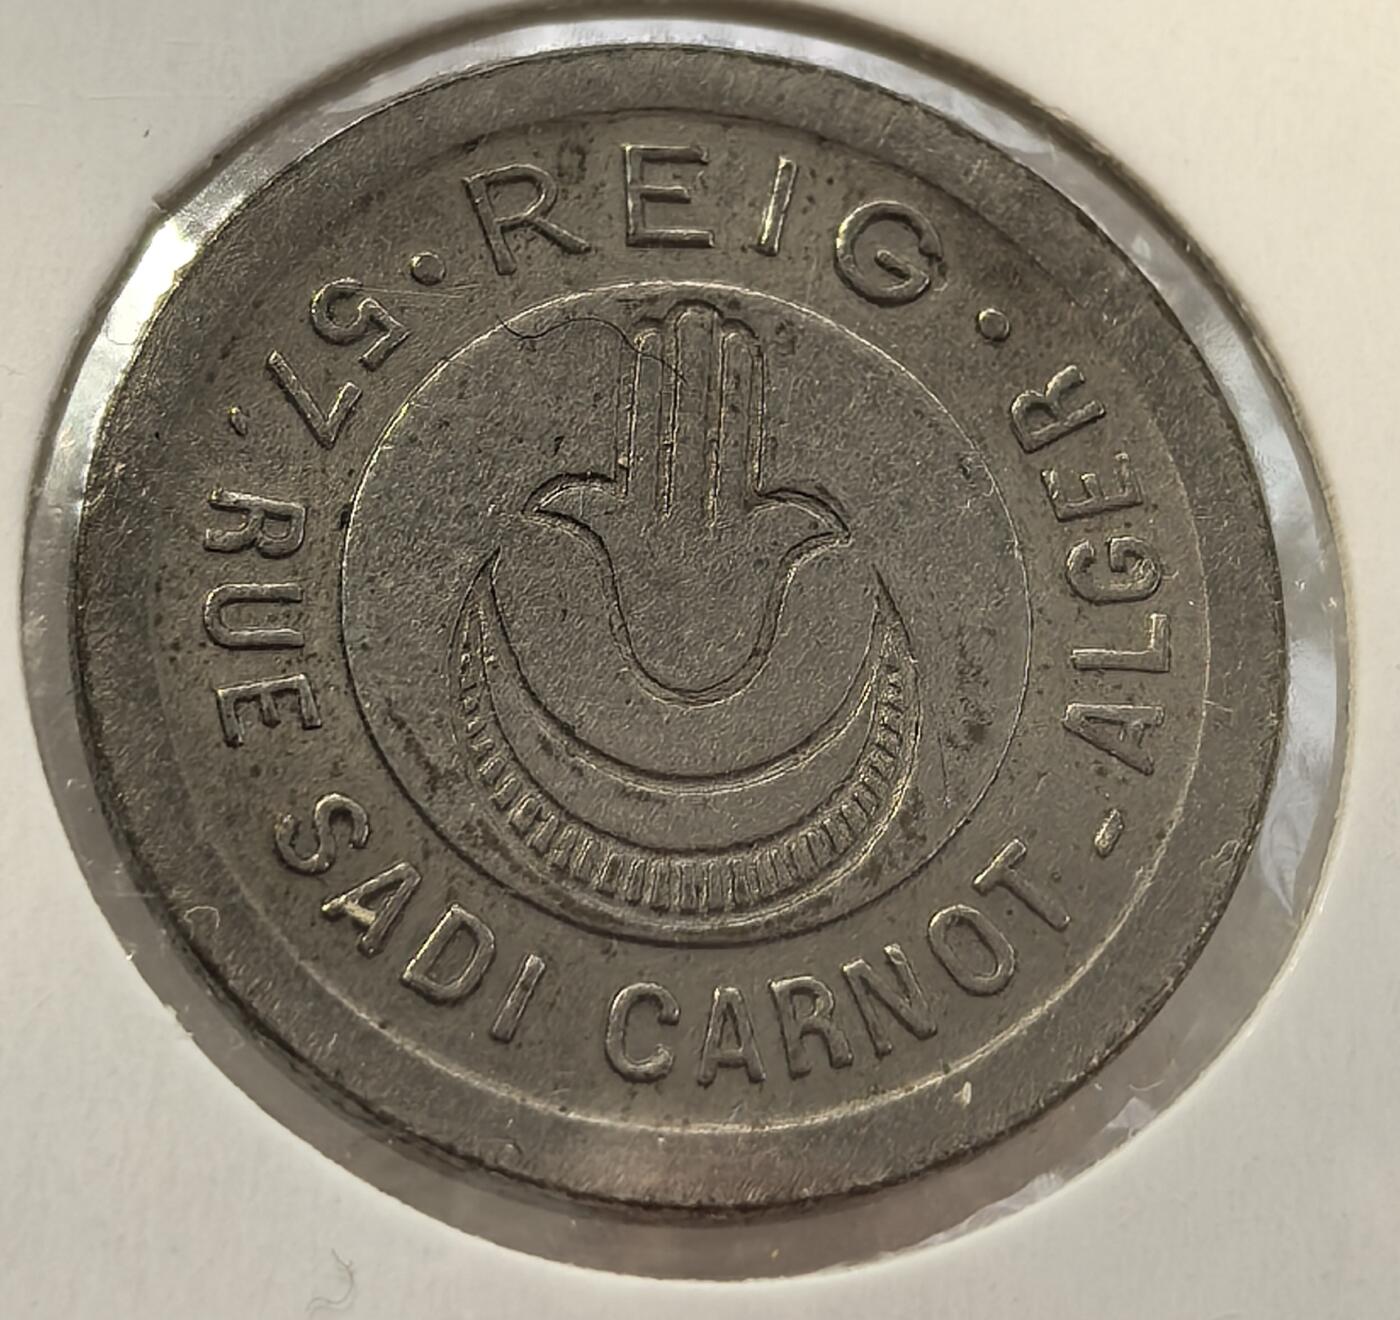 REIG
57, RUE SADI CARNOT - ALGER